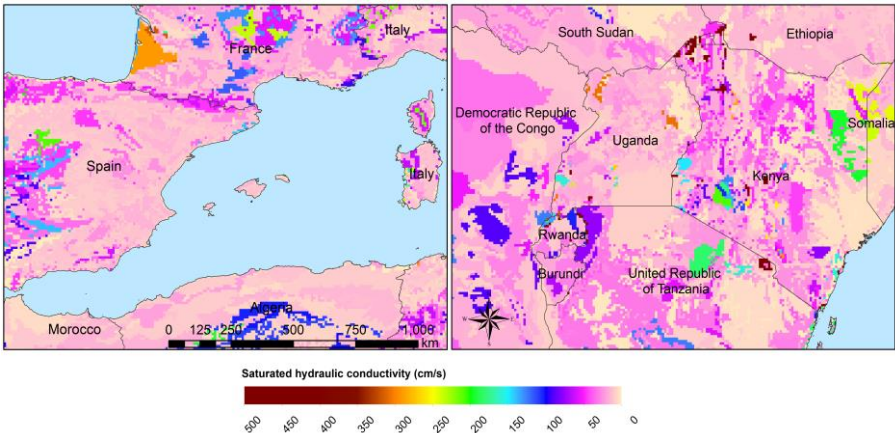 France
Italy
Spain
Italy
Algeria
Morocco
0 125 250 500 750 1,000
km
South Sudan
Ethiopia
Democratic Republic
of the Congo
Somalia
Uganda
Kenya
Rwanda
Burundi
United Republic
of Tanzania
Saturated hydraulic conductivity (cm/s)
500 450 400 350 300 250 200 150 100 50 0